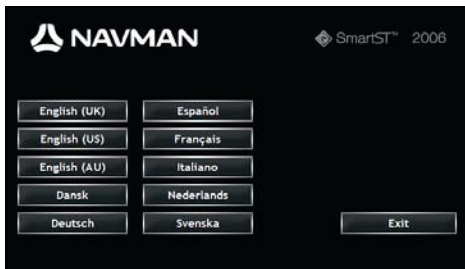 NAVMAN
SmartST™ 2006
English (UK) Español
English (US) Français
English (AU) Italiano
Dansk Nederlands
Deutsch Svenska
Exit